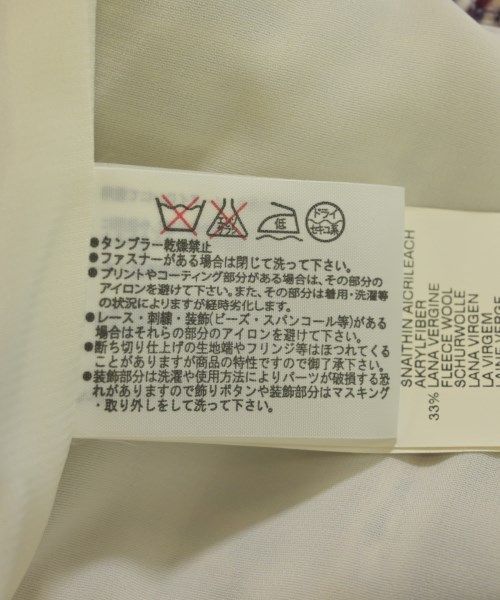 低
ドライ
セキユ系
●タンブラー乾燥禁止
●ファスナーがある場合は閉じて洗って下さい。
●プリントやコーティング部分がある場合は、その部分の
アイロンを避けて下さい。また、その部分は着用・洗濯等
の状況によりますが経時劣化します。
●レース・刺繍・装飾(ビーズ・スパンコール等)がある
場合はそれらの部分のアイロンを避けて下さい。
●断ち切り仕上げの生地端やフリンジ等はほつれてくる
ことがありますが商品の特性ですので御了承下さい。
●装飾部分は洗濯や使用方法によりパーツが破損する恐
れがありますので飾りボタンや装飾部分はマスキング
・取り外しをして洗って下さい。
SNAITHIN AICRILEACH
AKRYL
33% LANA VERGINE
FLEECE WOOL
SCHURWOLLE
LANA VIRGEN
LÃ VIRGEM